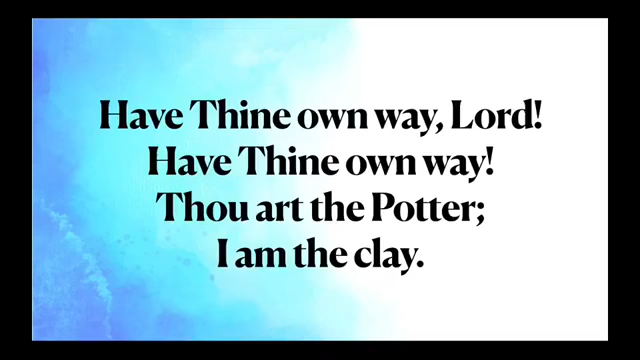 Have Thine own way, Lord!
Have Thine own way!
Thou art the Potter;
I am the clay.